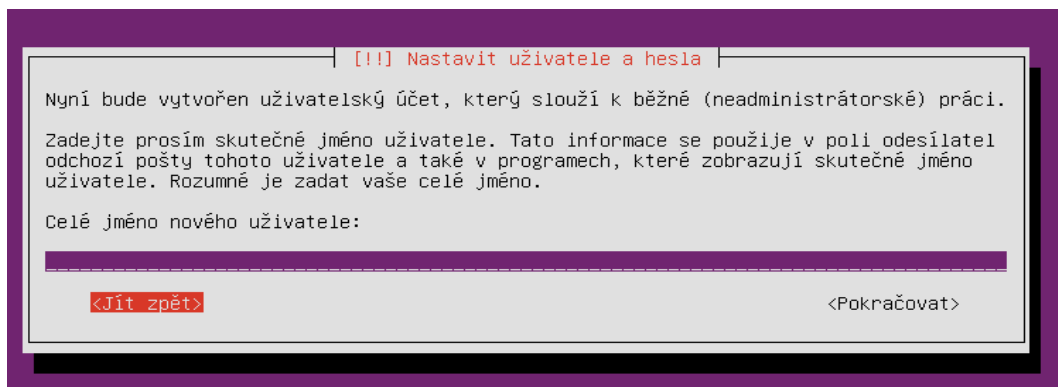 [!!] Nastavit uživatele a hesla
Nyní bude vytvořen uživatelský účet, který slouží k běžné (neadministrátorské) práci.
Zadejte prosím skutečné jméno uživatele. Tato informace se použije v poli odesílatel
odchozí pošty tohoto uživatele a také v programech, které zobrazují skutečné jméno
uživatele. Rozumné je zadat vaše celé jméno.
Celé jméno nového uživatele:
<Jít zpět> <Pokračovat>